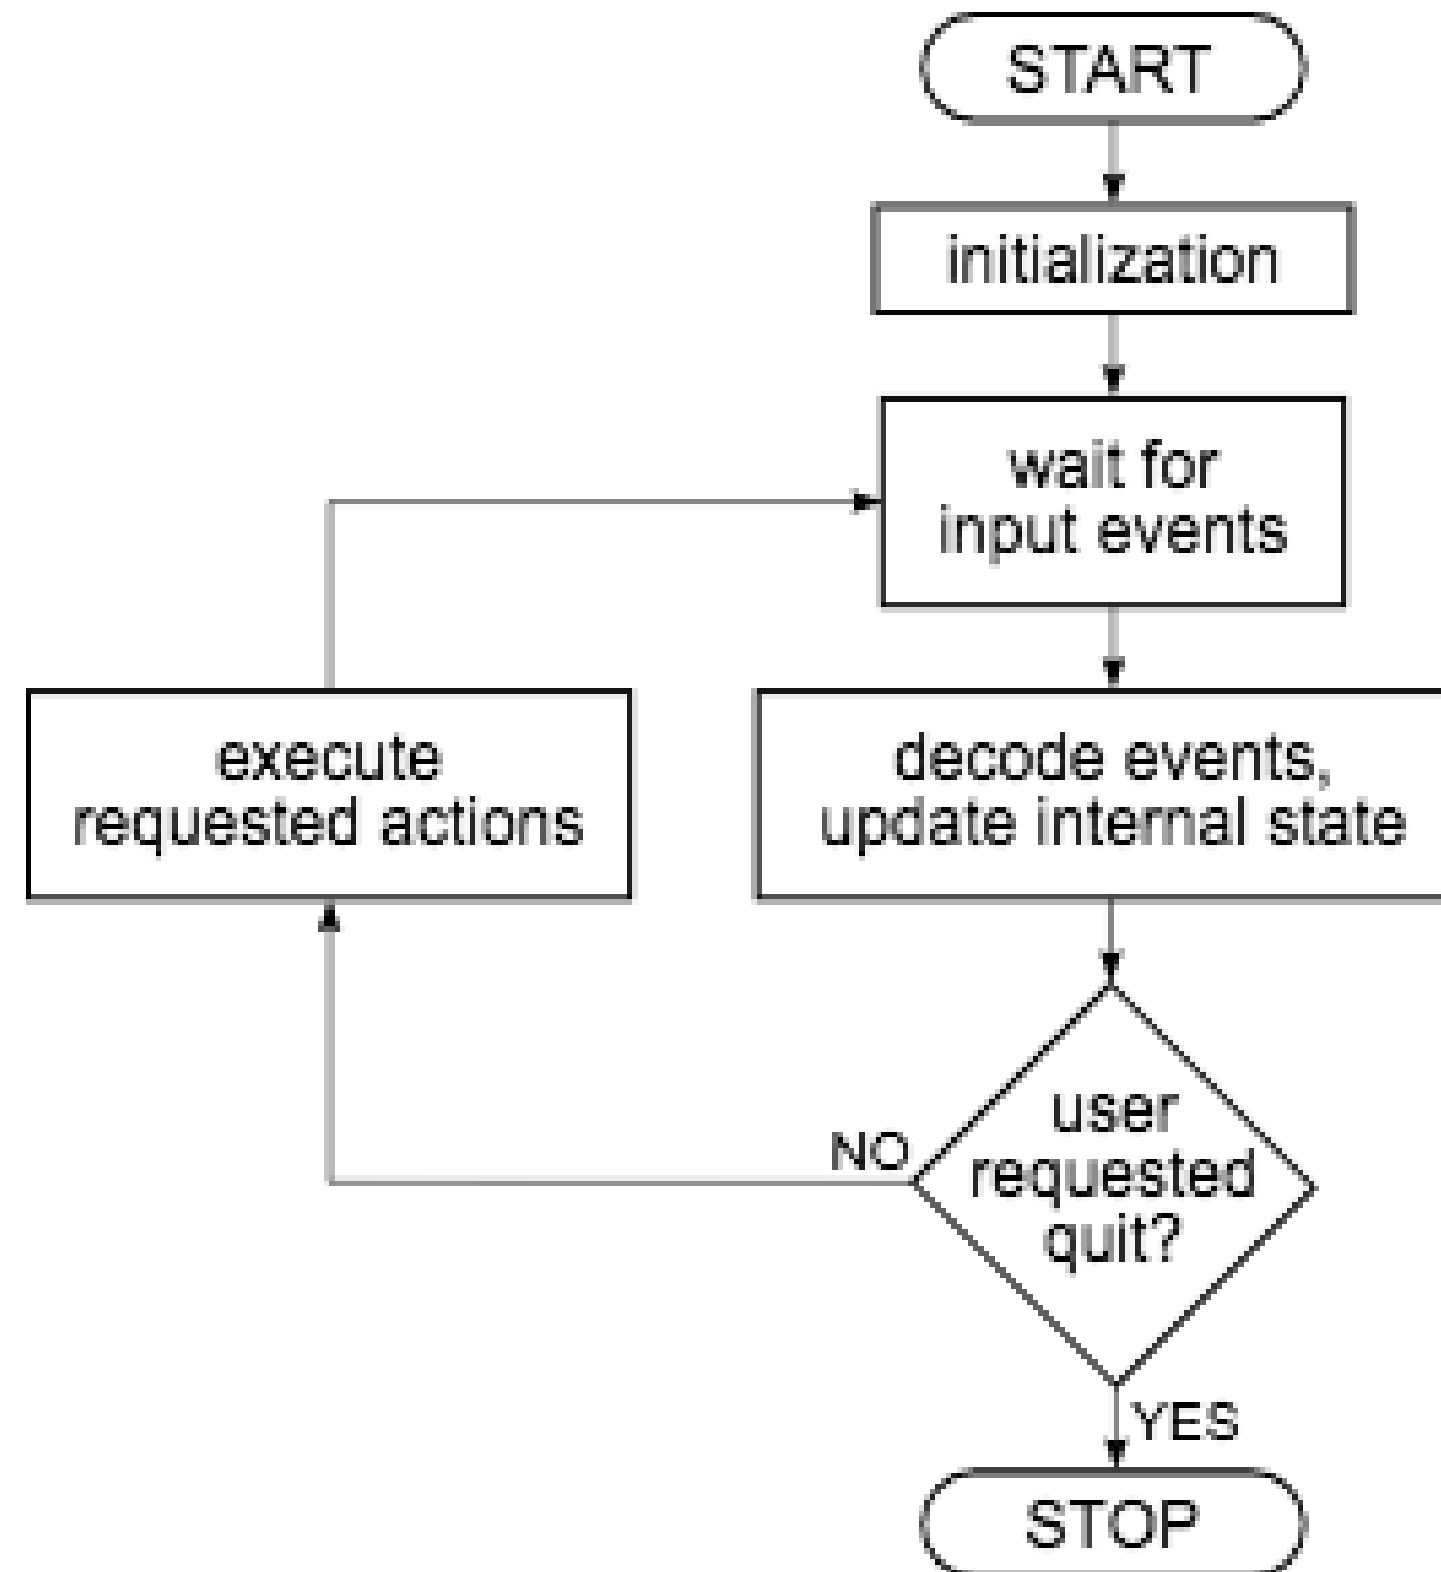 START
initialization
wait for
input events
execute
requested actions
decode events,
update internal state
user
requested
quit?
NO
YES
STOP